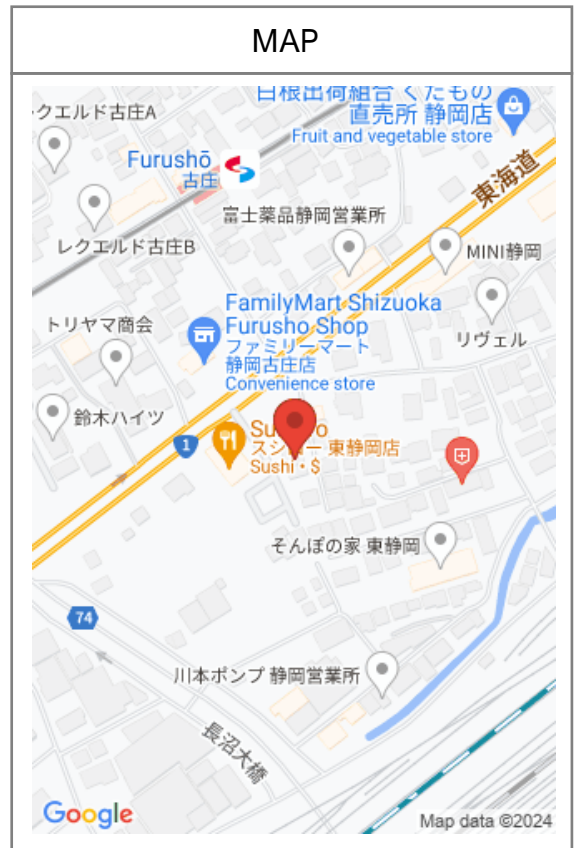 MAP
白根出荷組合 くだもの
直売所 静岡店
Fruit and vegetable store
クエルド古庄A
Furushō
古庄
東海道
富士薬品静岡営業所
レクエルド古庄B
MINI静岡
FamilyMart Shizuoka
Furusho Shop
ファミリーマート
静岡古庄店
Convenience store
トリヤマ商会
リヴェル
鈴木ハイツ
1
スシロー 東静岡店
Sushi・$
そんぽの家 東静岡
74
川本ポンプ 静岡営業所
長沼大橋
Google
Map data ©2024